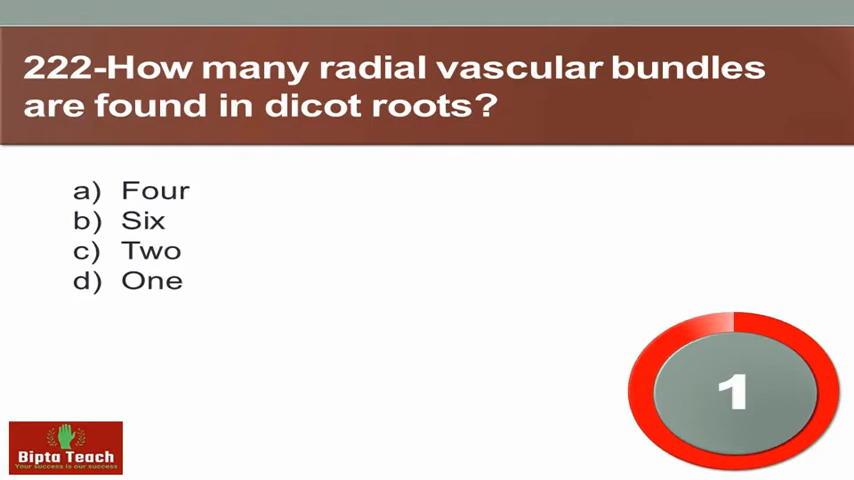 222-How many radial vascular bundles
are found in dicot roots?
a) Four
b) Six
c) Two
d) One
1
Bipta Teach
Your success is our success